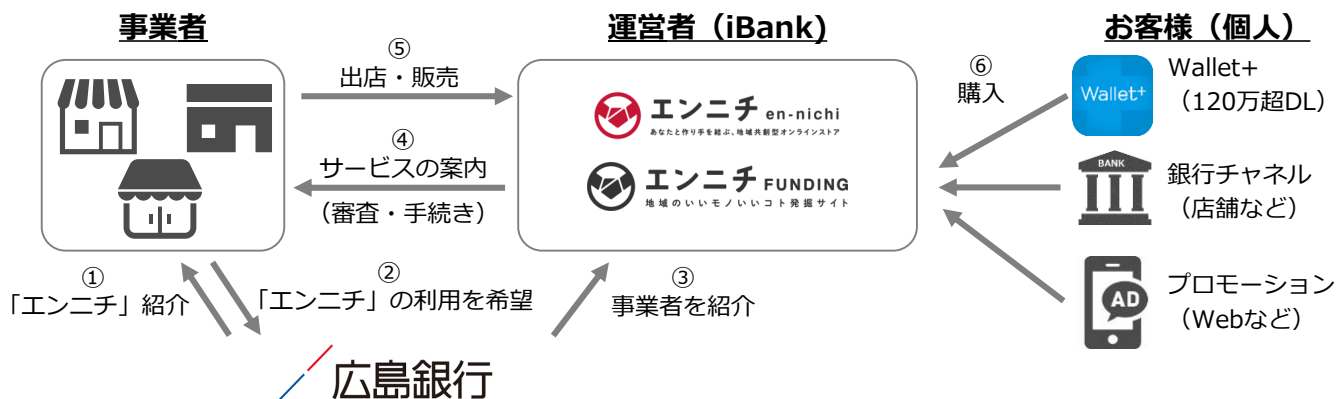 事業者
運営者（iBank）
お客様（個人）
⑤
出店・販売
④
サービスの案内
（審査・手続き）
エンニチ en-nichi
あなたと作り手を結ぶ、地域共創型オンラインストア
エンニチ FUNDING
地域のいいモノいいコト発掘サイト
⑥
購入
Wallet+
Wallet+
（120万超DL）
BANK
銀行チャネル
（店舗など）
AD
プロモーション
（Webなど）
①
「エンニチ」紹介
②
「エンニチ」の利用を希望
③
事業者を紹介
広島銀行